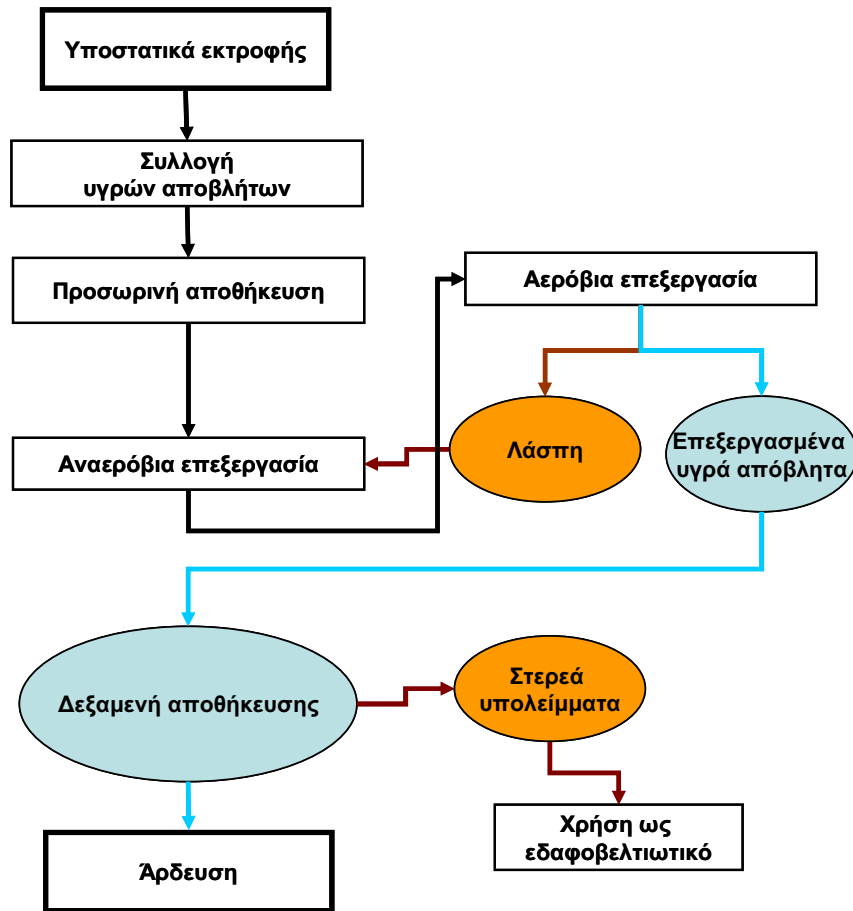 Υποστατικά εκτροφής
Συλλογή
υγρών αποβλήτων
Προσωρινή αποθήκευση
Αερόβια επεξεργασία
Αναερόβια επεξεργασία
Λάσπη
Επεξεργασμένα
υγρά απόβλητα
Δεξαμενή αποθήκευσης
Στερεά
υπολείμματα
Άρδευση
Χρήση ως
εδαφοβελτιωτικό